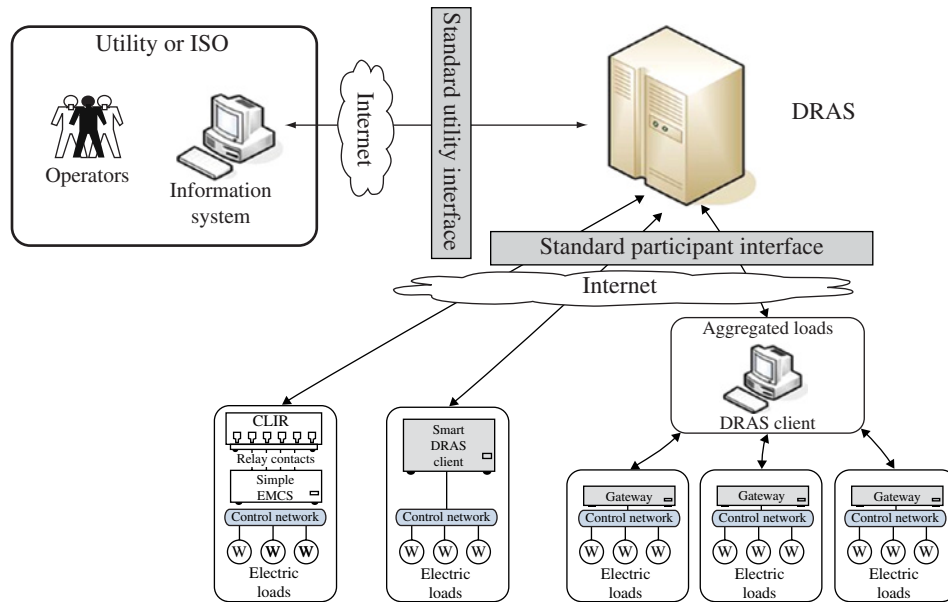 Utility or ISO
Operators
Information
system
Internet
Standard utility interface
DRAS
Standard participant interface
Internet
Aggregated loads
DRAS client
CLIR
Relay contacts
Simple
EMCS
Control network
W W W
Electric
loads
Smart
DRAS
client
Control network
W W W
Electric
loads
Gateway
Control network
W W W
Electric
loads
Gateway
Control network
W W W
Electric
loads
Gateway
Control network
W W W
Electric
loads